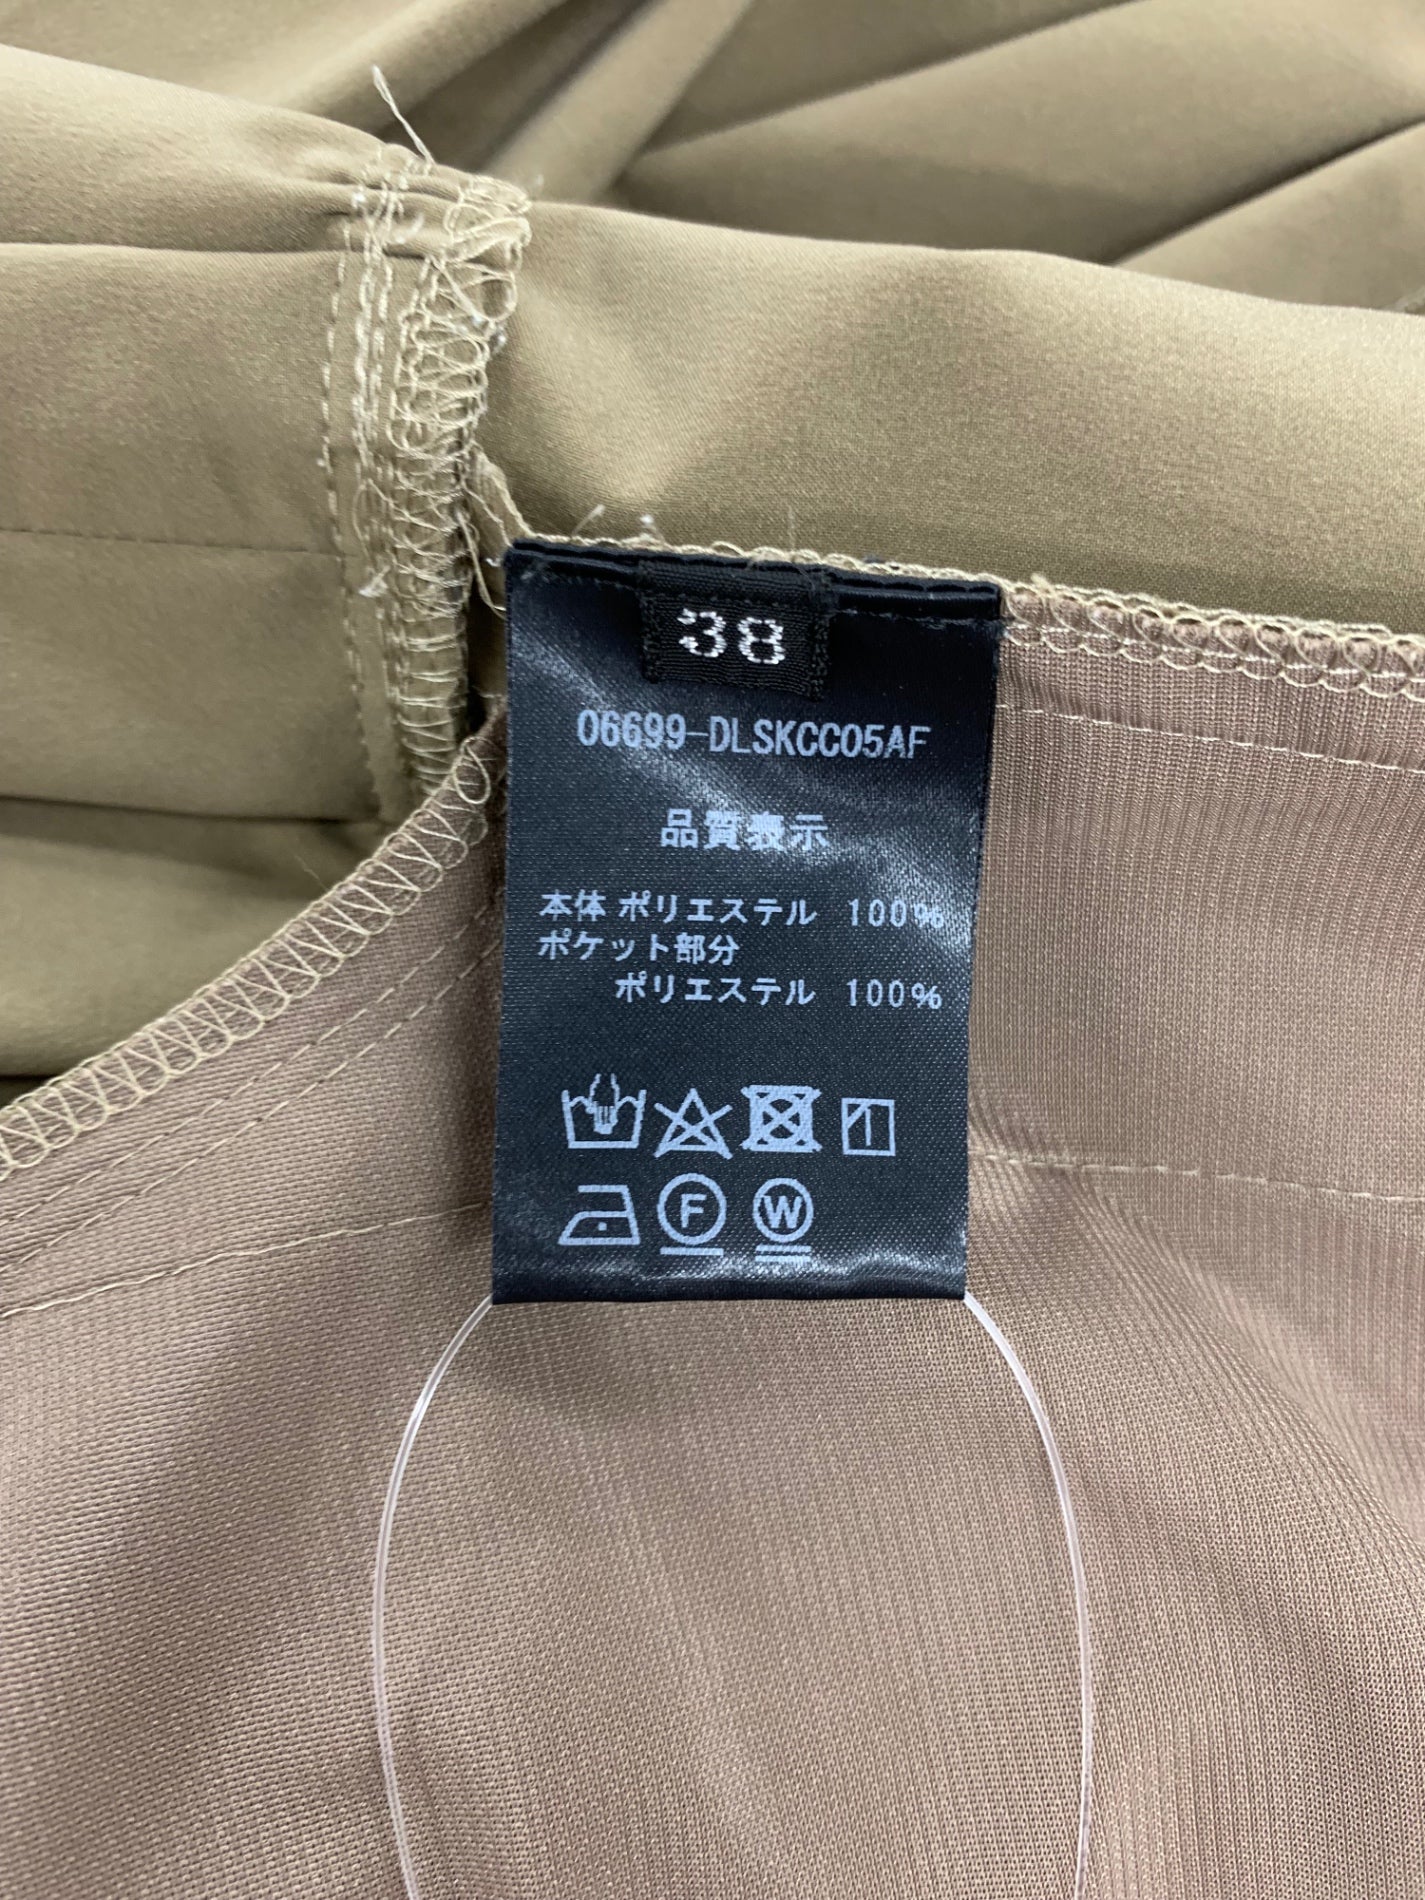 38
06699-DLSKCC05AF
品質表示
本体 ポリエステル 100%
ポケット部分
ポリエステル 100%
F W